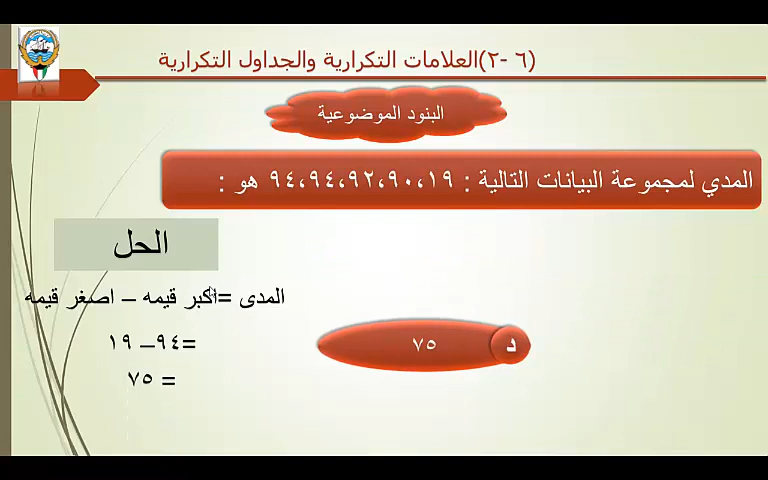 (٦ -٢)العلامات التكرارية والجداول التكرارية
البنود الموضوعية
المدي لمجموعة البيانات التالية : ٩٤،٩٤،٩٢،٩٠،١٩ هو :
الحل
المدى =اكبر قيمه – اصغر قيمه
=٩٤– ١٩
= ٧٥
د ٧٥